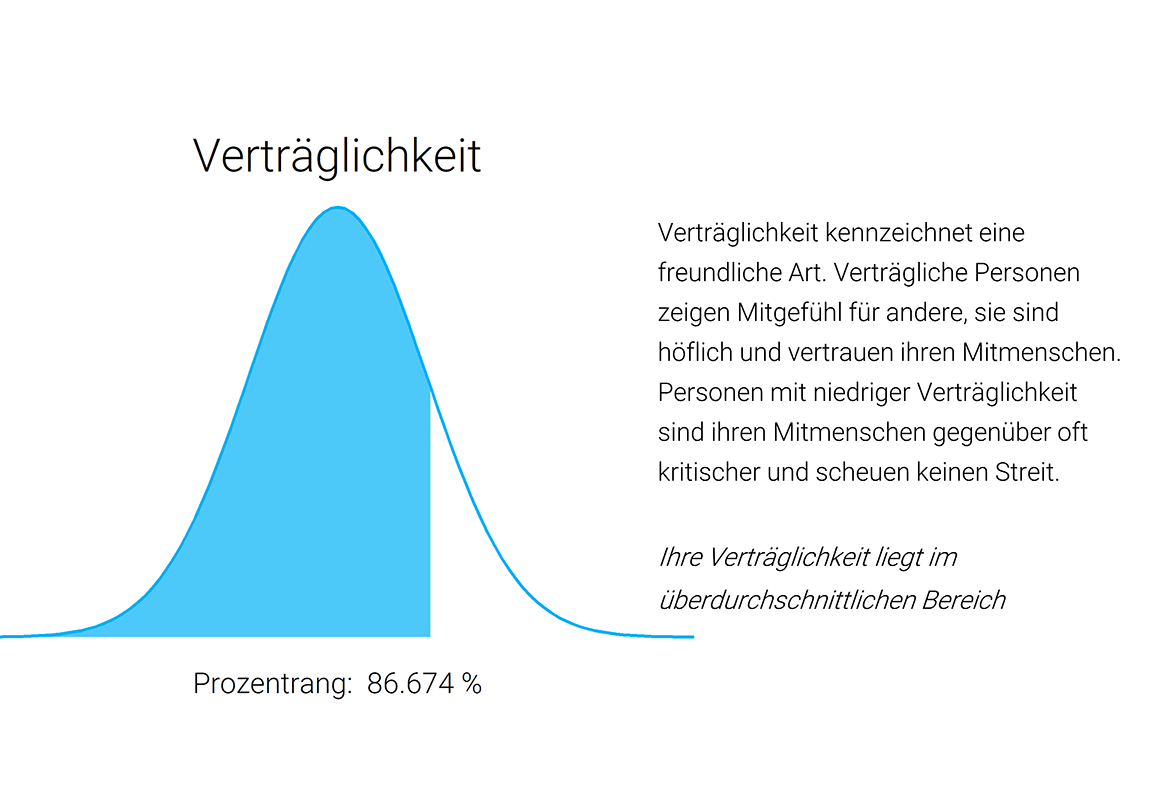 Verträglichkeit
Verträglichkeit kennzeichnet eine
freundliche Art. Verträgliche Personen
zeigen Mitgefühl für andere, sie sind
höflich und vertrauen ihren Mitmenschen.
Personen mit niedriger Verträglichkeit
sind ihren Mitmenschen gegenüber oft
kritischer und scheuen keinen Streit.
Ihre Verträglichkeit liegt im
überdurchschnittlichen Bereich
Prozentrang: 86.674 %